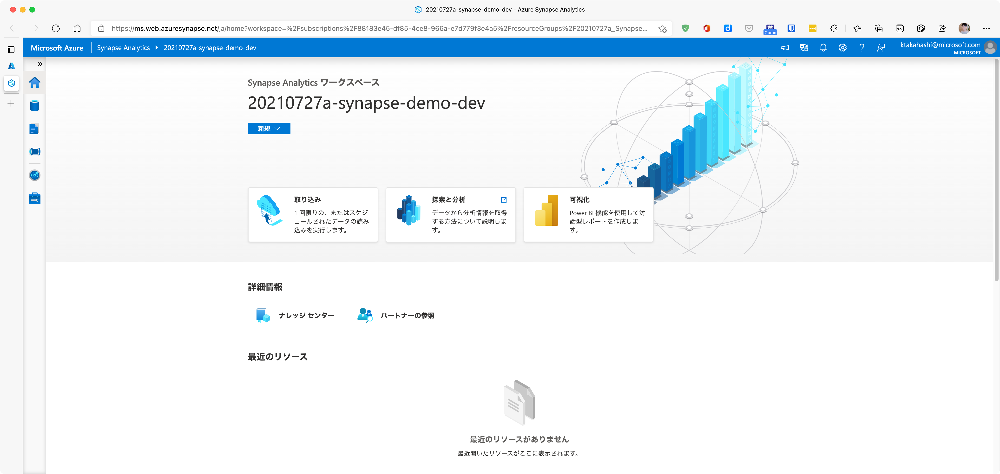 20210727a-synapse-demo-dev - Azure Synapse Analytics
https://ms.web.azuresynapse.net/ja/home?workspace=%2Fsubscriptions%2F88183e45-df85-4ce8-966a-e7d779f3e4a5%2FresourceGroups%2F20210727a_Synapse...
Comn
Microsoft Azure
Synapse Analytics
20210727a-synapse-demo-dev
ktakahashi@microsoft.com
MICROSOFT
Synapse Analytics ワークスペース
20210727a-synapse-demo-dev
新規
取り込み
1 回限りの、またはスケジ
ュールされたデータの読み
込みを実行します。
探索と分析
データから分析情報を取得
する方法について説明しま
す。
可視化
Power BI 機能を使用して対
話型レポートを作成しま
す。
詳細情報
ナレッジ センター
パートナーの参照
最近のリソース
最近のリソースがありません
最近開いたリソースがここに表示されます。